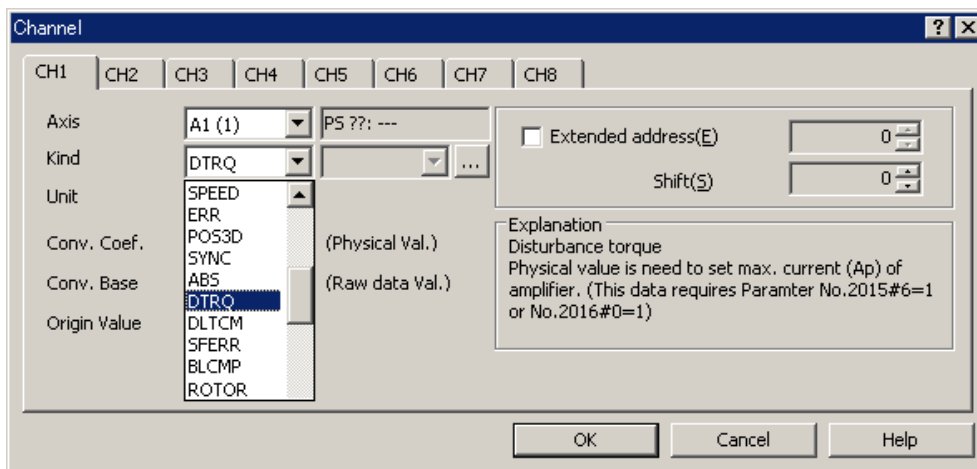 Channel
CH1 CH2 CH3 CH4 CH5 CH6 CH7 CH8
Axis A1 (1) PS ??: ---
Kind DTRQ ...
Unit
Conv. Coef. (Physical Val.)
Conv. Base (Raw data Val.)
Origin Value
SPEED
ERR
POS3D
SYNC
ABS
DTRQ
DLTCM
SFERR
BLCMP
ROTOR
Extended address(E) 0
Shift(S) 0
Explanation
Disturbance torque
Physical value is need to set max. current (Ap) of
amplifier. (This data requires Paramter No.2015#6=1
or No.2016#0=1)
OK Cancel Help